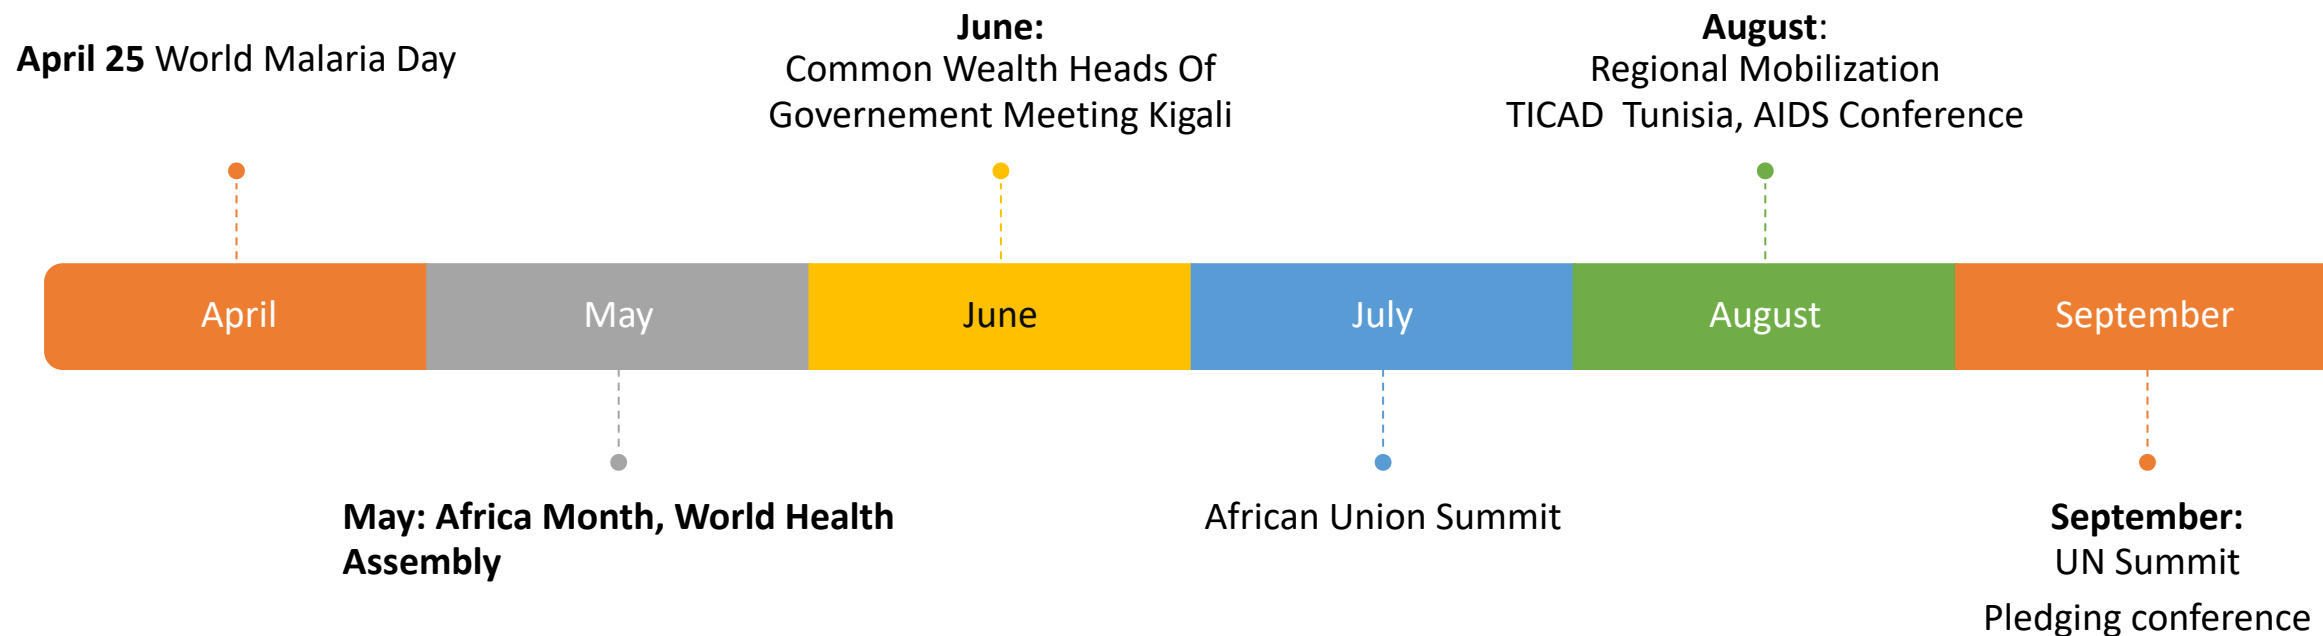 April 25 World Malaria Day
June:
Common Wealth Heads Of
Governement Meeting Kigali
August:
Regional Mobilization
TICAD  Tunisia, AIDS Conference
April
May
June
July
August
September
May: Africa Month, World Health
Assembly
African Union Summit
September:
UN Summit
Pledging conference